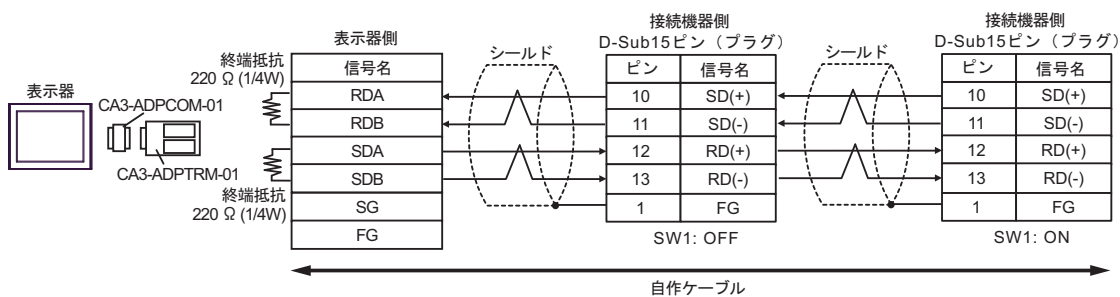 表示器
CA3-ADPCOM-01
CA3-ADPTRM-01
終端抵抗
220 Ω (1/4W)
終端抵抗
220 Ω (1/4W)
表示器側
信号名
RDA
RDB
SDA
SDB
SG
FG
シールド
接続機器側
D-Sub15ピン（プラグ）
ピン 信号名
10 SD(+)
11 SD(-)
12 RD(+)
13 RD(-)
1 FG
SW1: OFF
シールド
接続機器側
D-Sub15ピン（プラグ）
ピン 信号名
10 SD(+)
11 SD(-)
12 RD(+)
13 RD(-)
1 FG
SW1: ON
自作ケーブル